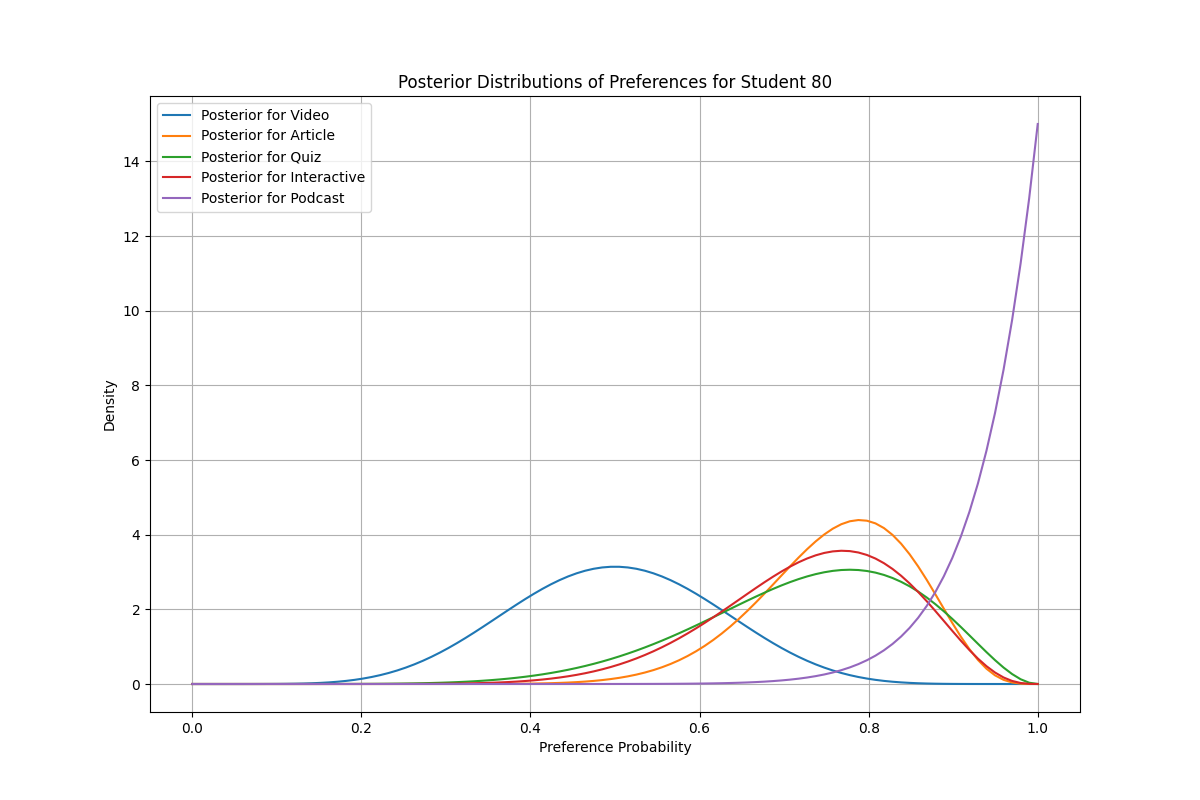 Posterior Distributions of Preferences for Student 80
Posterior for Video
Posterior for Article
Posterior for Quiz
Posterior for Interactive
Posterior for Podcast
14
12
10
8
6
4
2
0
Density
0.0 0.2 0.4 0.6 0.8 1.0
Preference Probability